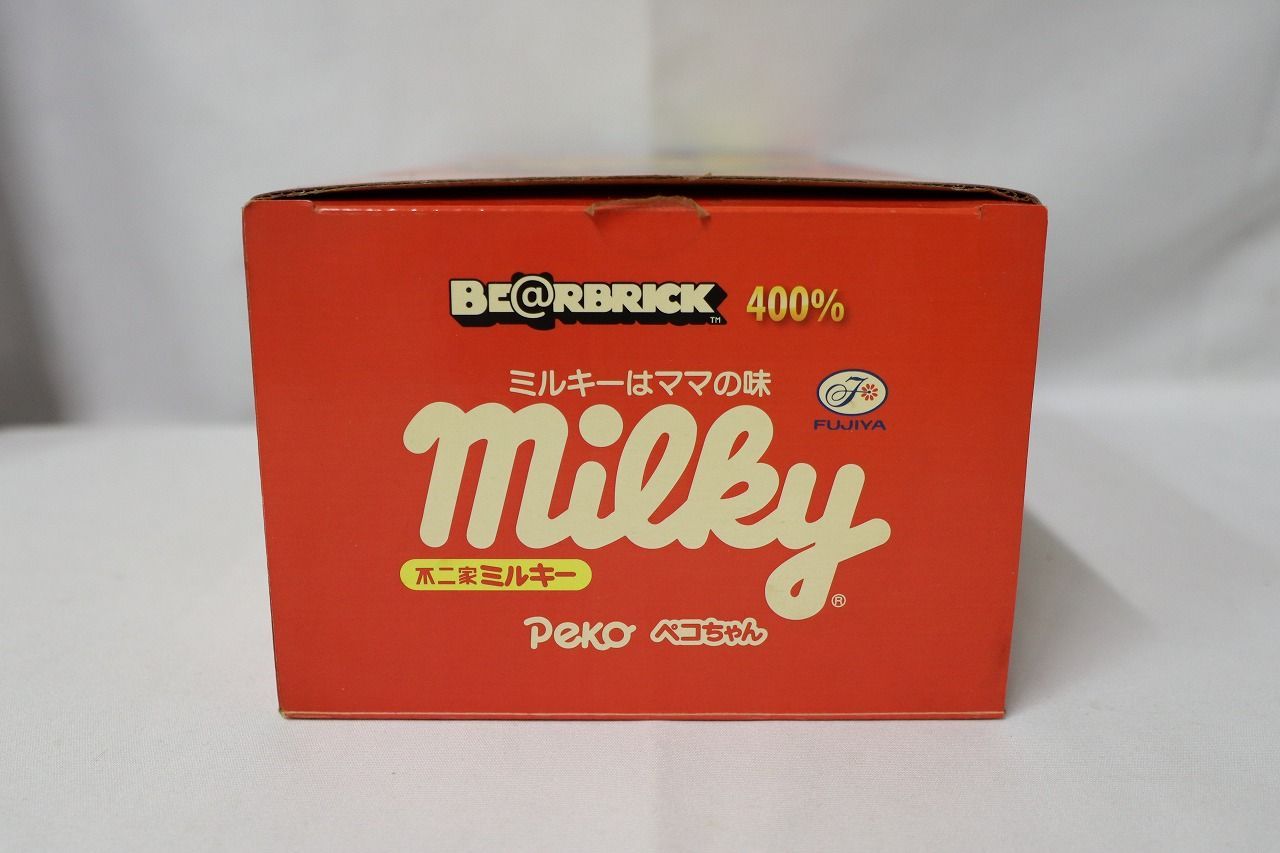 BE@RBRICK™ 400%
ミルキーはママの味
F
FUJIYA
milky®
不二家ミルキー
Peko ペコちゃん